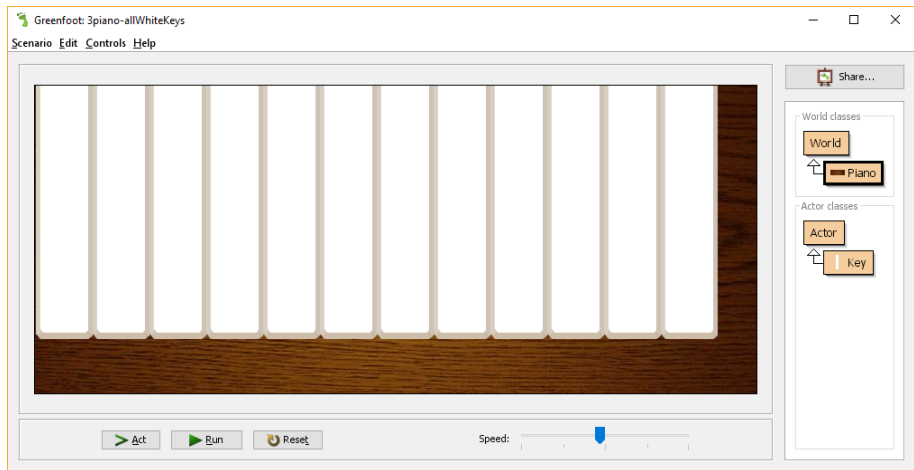 Greenfoot: 3piano-allWhiteKeys
Scenario Edit Controls Help
Share...
World classes
World
Piano
Actor classes
Actor
Key
Act
Run
Reset
Speed: